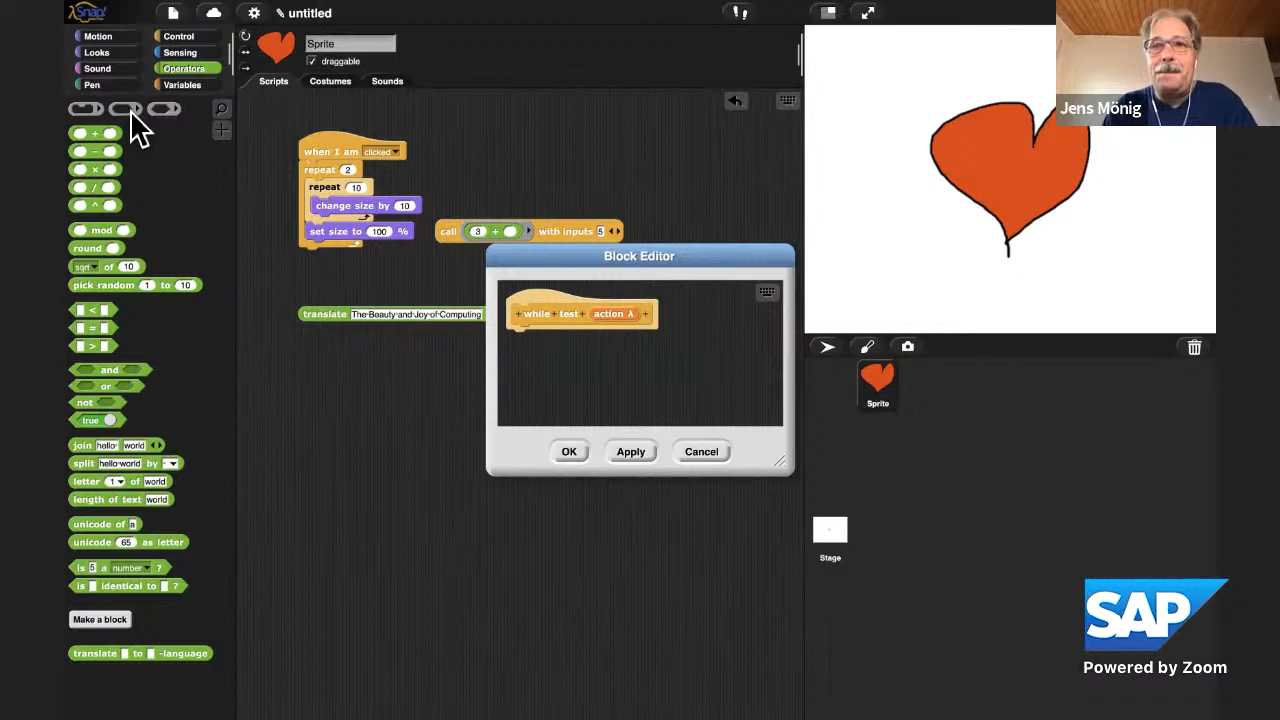 Snap!
untitled
Motion
Looks
Sound
Pen
Control
Sensing
Operators
Variables
+
−
×
/
^
mod
round
sqrt of 10
pick random 1 to 10
<
=
>
and
or
not
true
join hello world
split hello world by
letter 1 of world
length of text world
unicode of a
unicode 65 as letter
is 5 a number ?
is identical to ?
Make a block
translate to -language
Sprite
draggable
Scripts Costumes Sounds
when I am clicked
repeat 2
repeat 10
change size by 10
set size to 100 %
call 3 + with inputs 5
translate The Beauty and Joy of Computing
Block Editor
+ while + test + action λ +
OK Apply Cancel
Jens Mönig
Sprite
Stage
SAP
Powered by Zoom